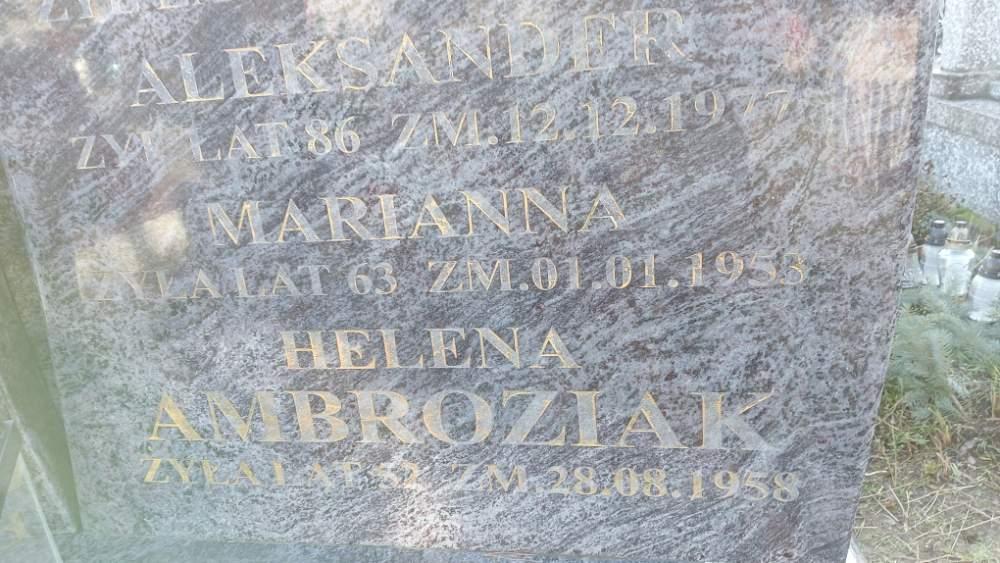 ALEKSANDER
ŻYŁ LAT 86 ZM.12.12.1977
MARIANNA
ŻYŁA LAT 63 ZM.01.01.1953
HELENA
AMBROZIAK
ŻYŁA LAT 52 ZM.28.08.1958